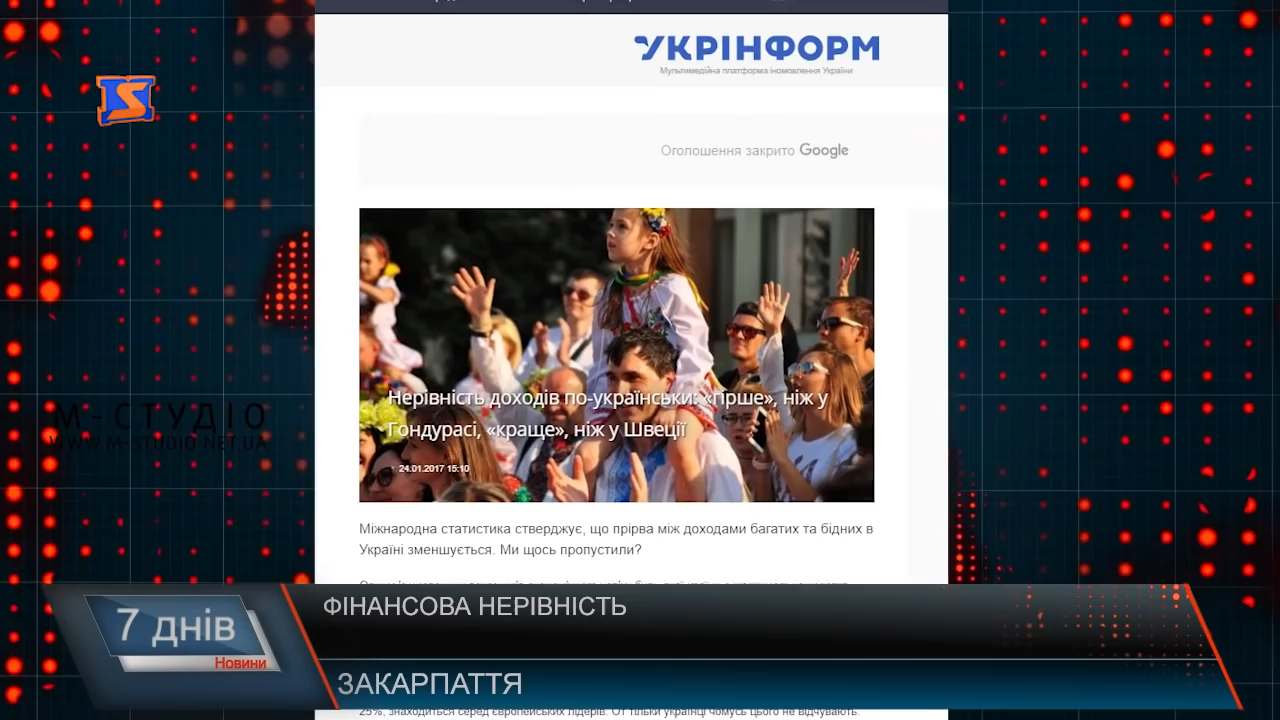 УКРІНФОРМ
Мультимедійна платформа іномовлення України
Оголошення закрито Google
Нерівність доходів по-українськи: «гірше», ніж у
Гондурасі, «краще», ніж у Швеції
24.01.2017 15:10
Міжнародна статистика стверджує, що прірва між доходами багатих та бідних в
Україні зменшується. Ми щось пропустили?
М-СТУДІО
WWW.M-STUDIO.NET.UA
7 днів
Новини
ФІНАНСОВА НЕРІВНІСТЬ
ЗАКАРПАТТЯ
25%, знаходиться серед європейських лідерів. От тільки українці чомусь цього не відчувають.